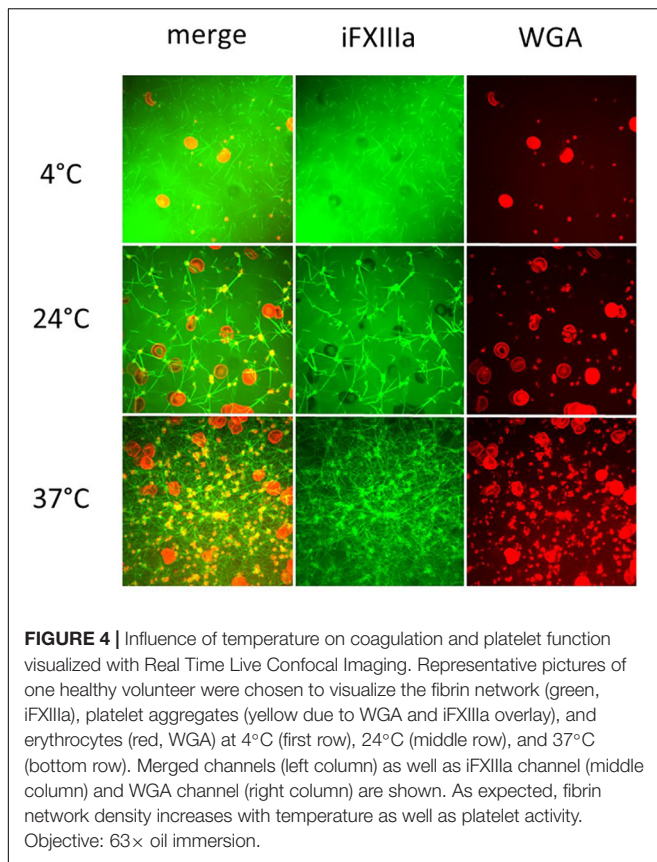 merge iFXIIIa WGA
4°C
24°C
37°C
FIGURE 4 | Influence of temperature on coagulation and platelet function
visualized with Real Time Live Confocal Imaging. Representative pictures of
one healthy volunteer were chosen to visualize the fibrin network (green,
iFXIIIa), platelet aggregates (yellow due to WGA and iFXIIIa overlay), and
erythrocytes (red, WGA) at 4°C (first row), 24°C (middle row), and 37°C
(bottom row). Merged channels (left column) as well as iFXIIIa channel (middle
column) and WGA channel (right column) are shown. As expected, fibrin
network density increases with temperature as well as platelet activity.
Objective: 63× oil immersion.